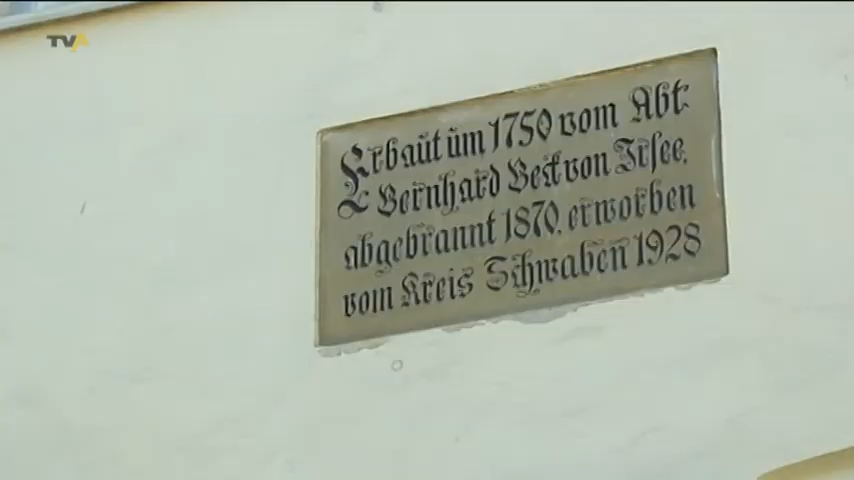 TVA
Erbaut um 1750 vom Abt
Bernhard Beck von Irsee,
abgebrannt 1870, erworben
vom Kreis Schwaben 1928